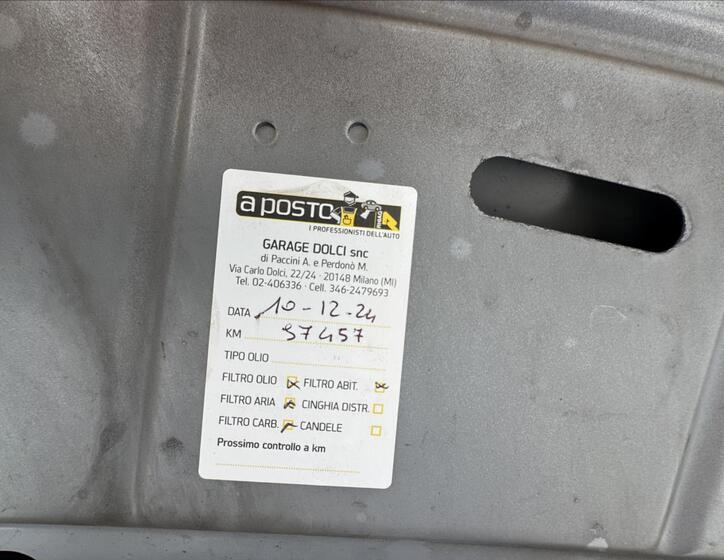 a POSTO
I PROFESSIONISTI DELL'AUTO
GARAGE DOLCI snc
di Paccini A. e Perdonò M.
Via Carlo Dolci, 22/24 - 20148 Milano (MI)
Tel. 02-406336 - Cell. 346-2479693
DATA 10-12-24
KM 97457
TIPO OLIO
FILTRO OLIO FILTRO ABIT.
FILTRO ARIA CINGHIA DISTR.
FILTRO CARB. CANDELE
Prossimo controllo a km